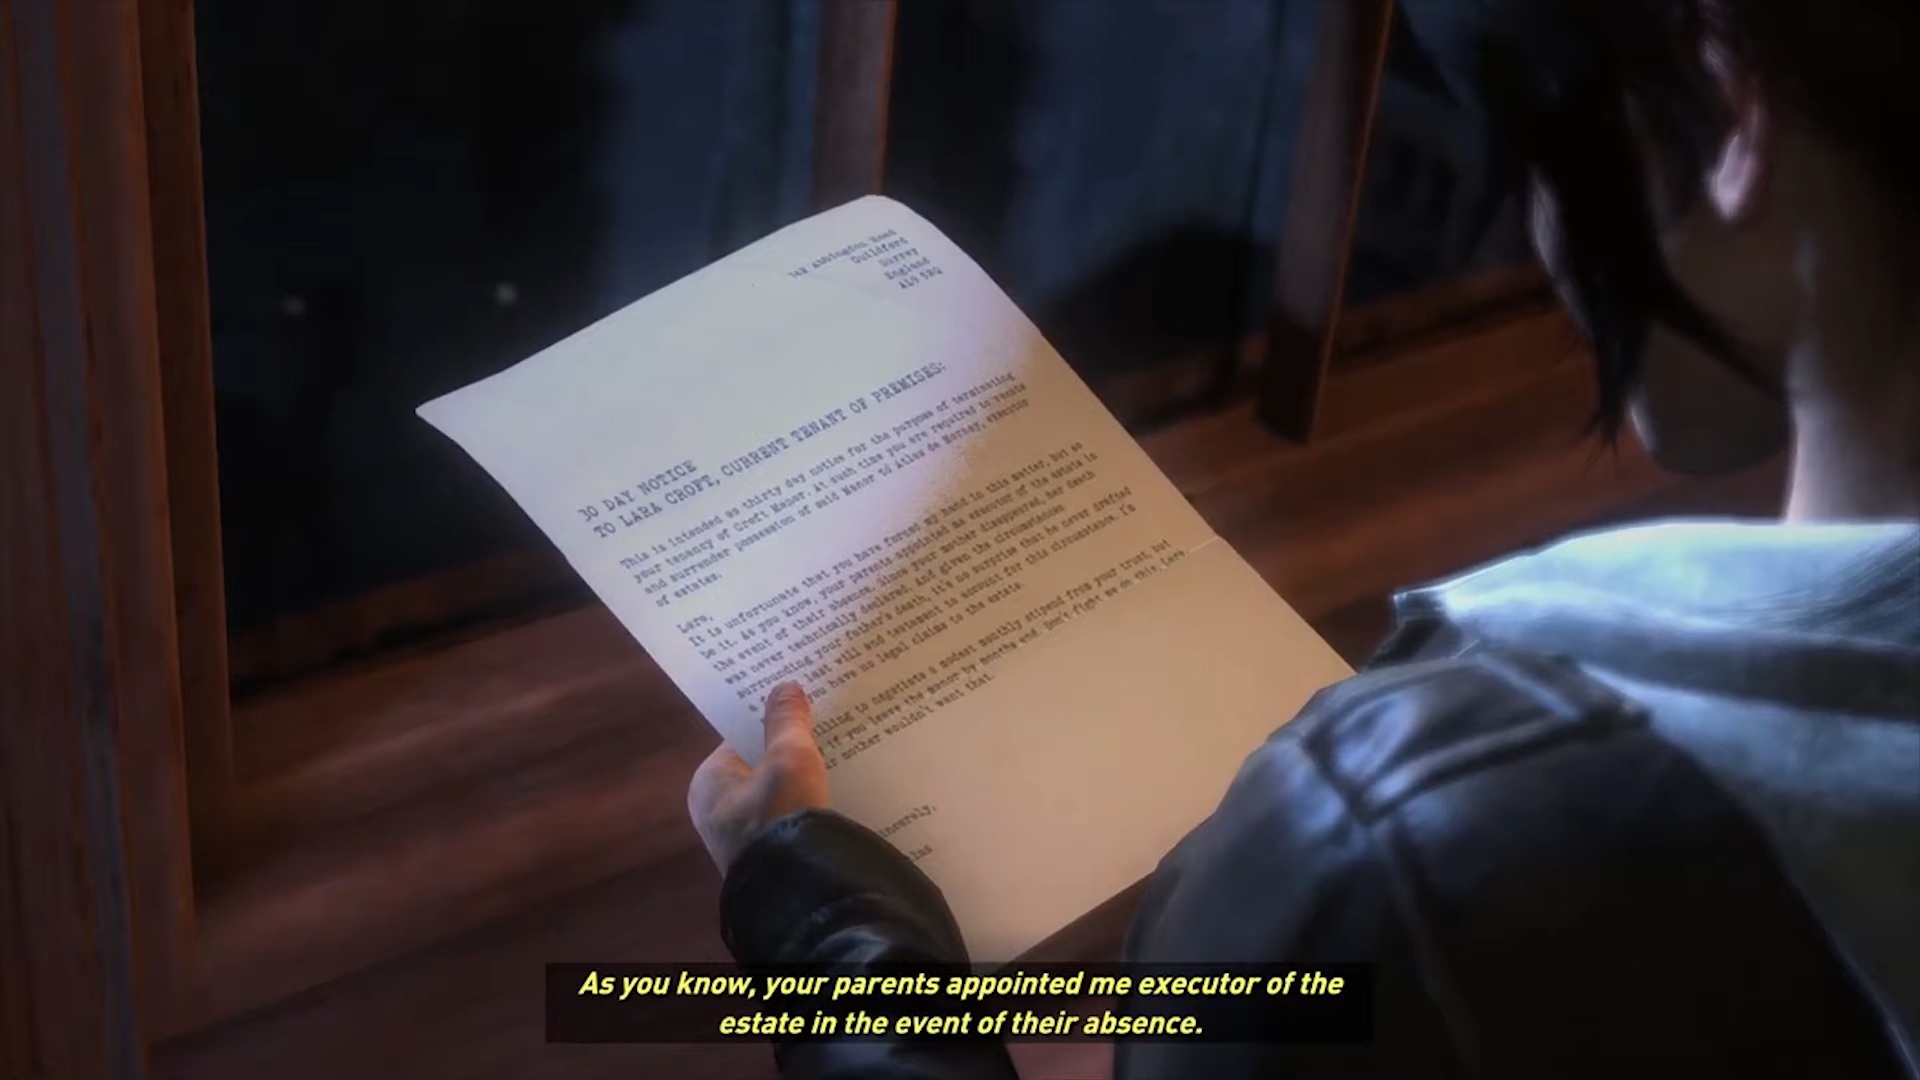 142 Abbingdon Road
Guildford
Surrey
England
30 DAY NOTICE
TO LARA CROFT, CURRENT TENANT OF PREMISES:
This is intended as thirty day notice for the purpose of terminating
your tenancy of Croft Manor. At such time you are required to vacate
and surrender possession of said Manor to Atlas de Mornay, executor
of estates.
Lara,
It is unfortunate that you have forced my hand in this matter, but so
be it. As you know, your parents appointed me executor of the estate in
the event of their absence. Since your mother disappeared, her death
was never technically declared. And given the circumstances
surrounding your father's death, it's no surprise that he never drafted
a last will and testament to account for this circumstance. I'm
you have no legal claims to the estate.
willing to negotiate a modest monthly stipend from your trust, but
if you leave the manor by months end. Don't fight me on this, Lara.
mother wouldn't want that.
As you know, your parents appointed me executor of the
estate in the event of their absence.